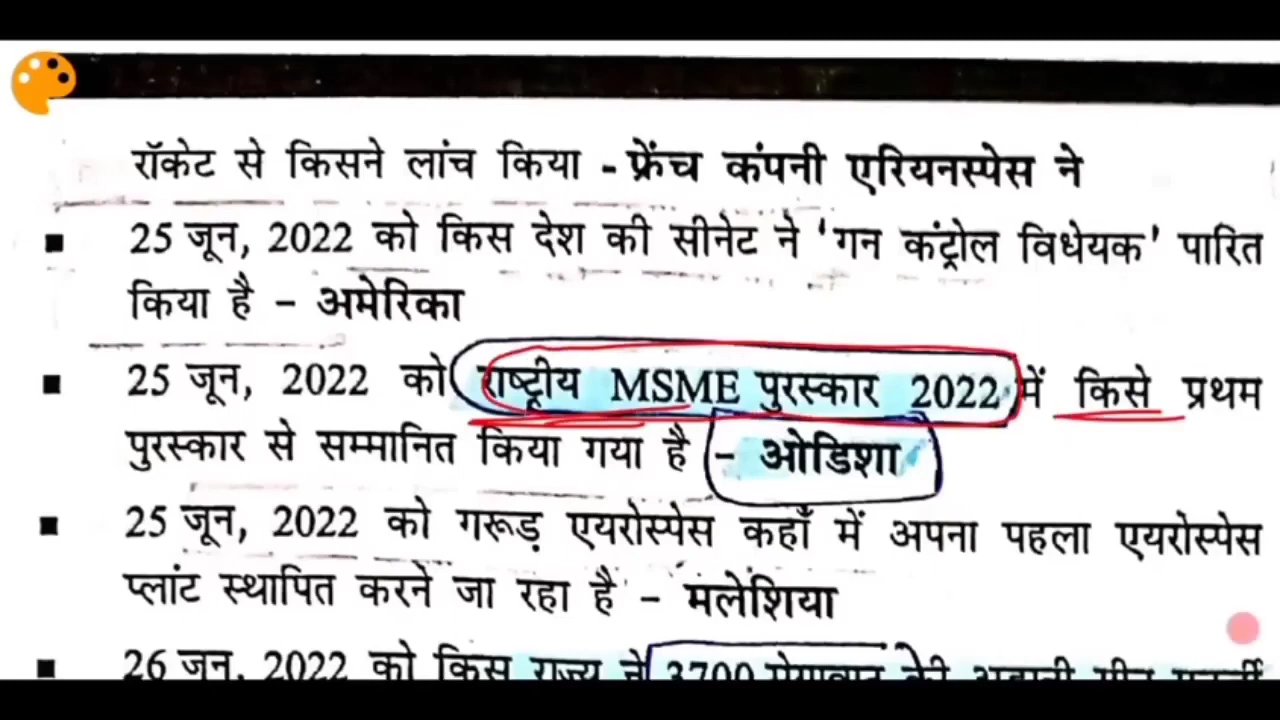 रॉकेट से किसने लांच किया - फ्रेंच कंपनी एरियनस्पेस ने
▪ 25 जून, 2022 को किस देश की सीनेट ने 'गन कंट्रोल विधेयक' पारित
किया है – अमेरिका
▪ 25 जून, 2022 को राष्ट्रीय MSME पुरस्कार 2022 में किसे प्रथम
पुरस्कार से सम्मानित किया गया है – ओडिशा
▪ 25 जून, 2022 को गरूड़ एयरोस्पेस कहाँ में अपना पहला एयरोस्पेस
प्लांट स्थापित करने जा रहा है – मलेशिया
▪ 26 जून, 2022 को किस राज्य ने 3700